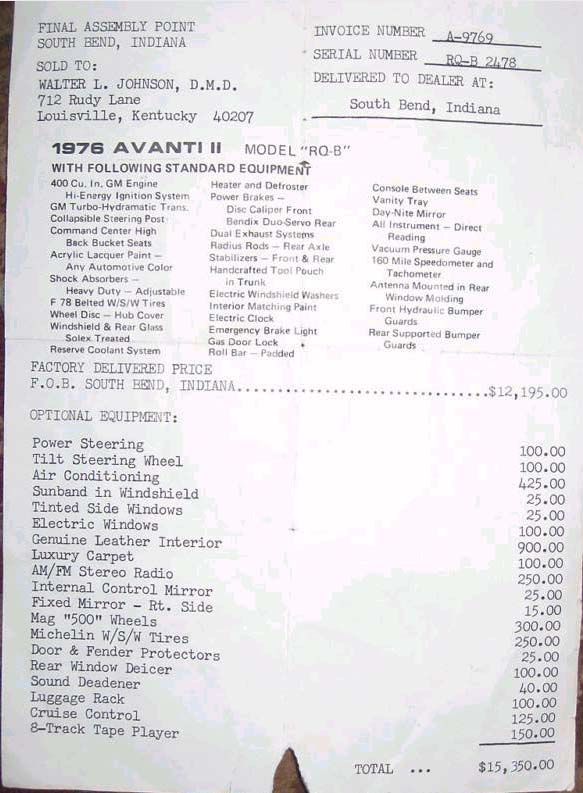 FINAL ASSEMBLY POINT
SOUTH BEND, INDIANA
SOLD TO:
WALTER L. JOHNSON, D.M.D.
712 Rudy Lane
Louisville, Kentucky 40207
INVOICE NUMBER A-9769
SERIAL NUMBER RQ-B 2478
DELIVERED TO DEALER AT:
South Bend, Indiana
1976 AVANTI II MODEL "RQ-B"
WITH FOLLOWING STANDARD EQUIPMENT
400 Cu. In. GM Engine
Hi-Energy Ignition System
GM Turbo-Hydramatic Trans.
Collapsible Steering Post
Command Center High
Back Bucket Seats
Acrylic Lacquer Paint —
Any Automotive Color
Shock Absorbers —
Heavy Duty — Adjustable
F 78 Belted W/S/W Tires
Wheel Disc — Hub Cover
Windshield & Rear Glass
Solex Treated
Reserve Coolant System
Heater and Defroster
Power Brakes —
Disc Caliper Front
Bendix Duo-Servo Rear
Dual Exhaust Systems
Radius Rods — Rear Axle
Stabilizers — Front & Rear
Handcrafted Tool Pouch
in Trunk
Electric Windshield Washers
Interior Matching Paint
Electric Clock
Emergency Brake Light
Gas Door Lock
Roll Bar — Padded
Console Between Seats
Vanity Tray
Day-Nite Mirror
All Instrument — Direct
Reading
Vacuum Pressure Gauge
160 Mile Speedometer and
Tachometer
Antenna Mounted in Rear
Window Molding
Front Hydraulic Bumper
Guards
Rear Supported Bumper
Guards
FACTORY DELIVERED PRICE
F.O.B. SOUTH BEND, INDIANA................................$12,195.00
OPTIONAL EQUIPMENT:
Power Steering 100.00
Tilt Steering Wheel 100.00
Air Conditioning 425.00
Sunband in Windshield 25.00
Tinted Side Windows 25.00
Electric Windows 100.00
Genuine Leather Interior 900.00
Luxury Carpet 100.00
AM/FM Stereo Radio 250.00
Internal Control Mirror 25.00
Fixed Mirror - Rt. Side 15.00
Mag "500" Wheels 300.00
Michelin W/S/W Tires 250.00
Door & Fender Protectors 25.00
Rear Window Deicer 100.00
Sound Deadener 40.00
Luggage Rack 100.00
Cruise Control 125.00
8-Track Tape Player 150.00
TOTAL ... $15,350.00